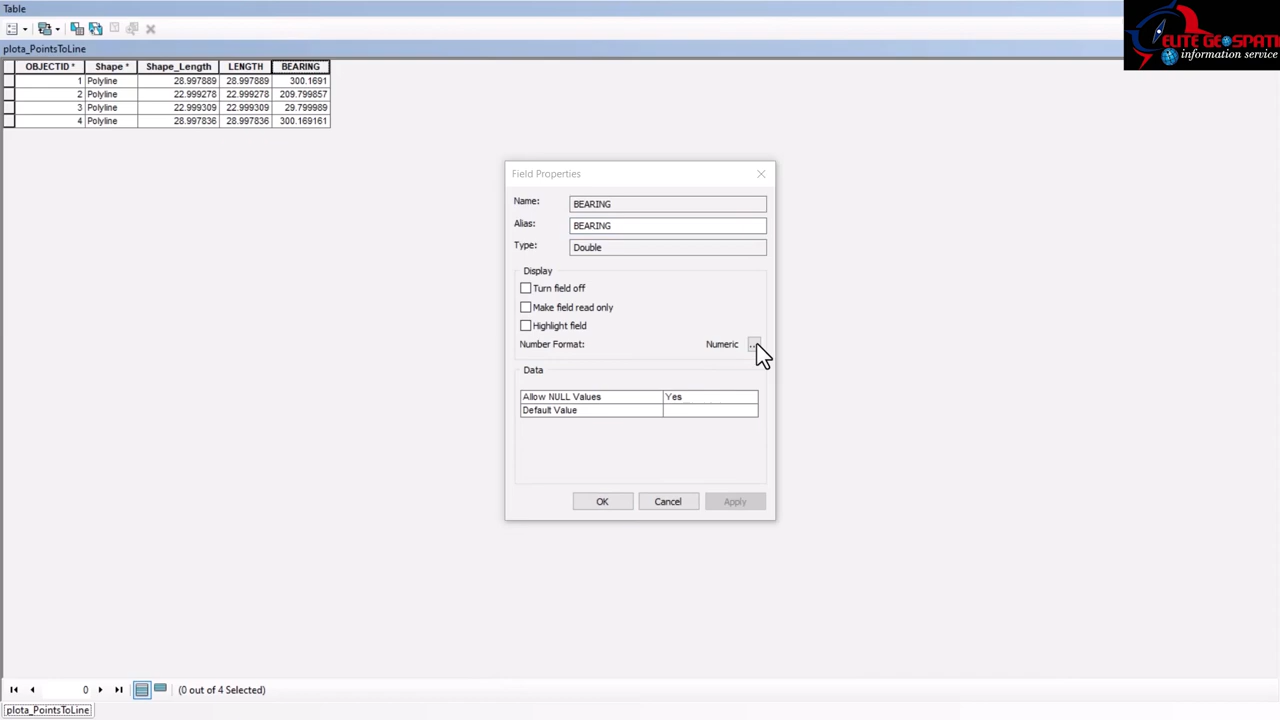 Table
ELITE GEOSPATI
information service
plota_PointsToLine
OBJECTID * Shape * Shape_Length LENGTH BEARING
1 Polyline 28.997889 28.997889 300.1691
2 Polyline 22.999278 22.999278 209.799857
3 Polyline 22.999309 22.999309 29.799989
4 Polyline 28.997836 28.997836 300.169161
Field Properties
Name: BEARING
Alias: BEARING
Type: Double
Display
Turn field off
Make field read only
Highlight field
Number Format: Numeric ..
Data
Allow NULL Values Yes
Default Value
OK Cancel Apply
0 (0 out of 4 Selected)
plota_PointsToLine